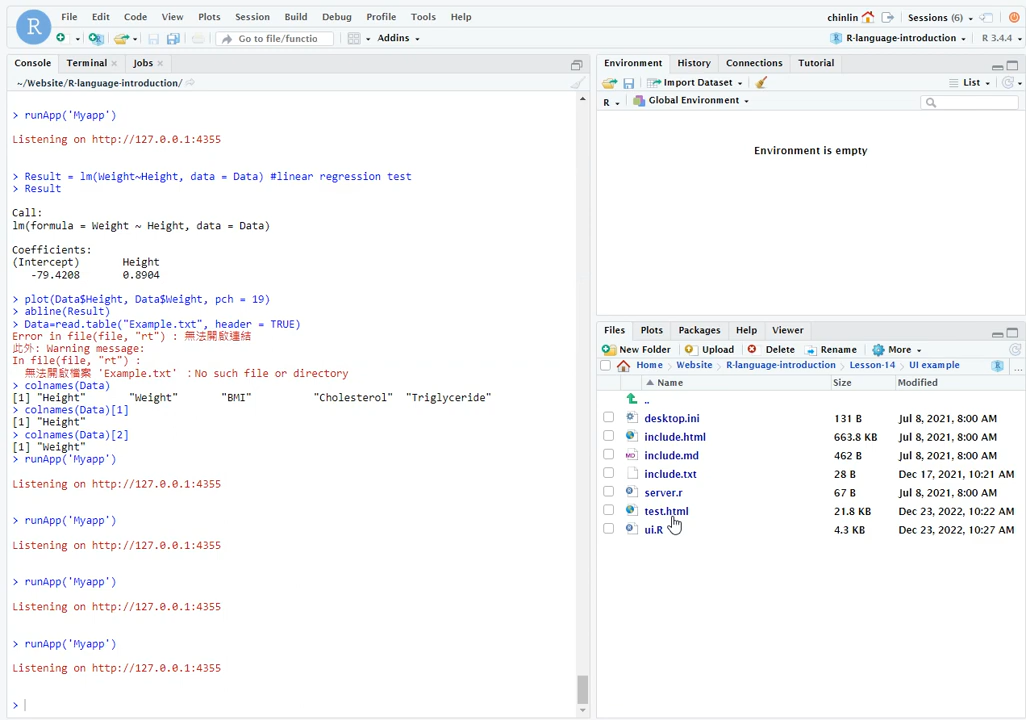 R
File Edit Code View Plots Session Build Debug Profile Tools Help
chinlin Sessions (6)
Go to file/functio Addins
R-language-introduction R 3.4.4
Console Terminal Jobs
~/Website/R-language-introduction/
> runApp('Myapp')
Listening on http://127.0.0.1:4355
> Result = lm(Weight~Height, data = Data) #linear regression test
> Result
Call:
lm(formula = Weight ~ Height, data = Data)
Coefficients:
(Intercept) Height
-79.4208 0.8904
> plot(Data$Height, Data$Weight, pch = 19)
> abline(Result)
> Data=read.table("Example.txt", header = TRUE)
Error in file(file, "rt") : 無法開啟連結
此外: Warning message:
In file(file, "rt") :
無法開啟檔案 'Example.txt' ：No such file or directory
> colnames(Data)
[1] "Height" "Weight" "BMI" "Cholesterol" "Triglyceride"
> colnames(Data)[1]
[1] "Height"
> colnames(Data)[2]
[1] "Weight"
> runApp('Myapp')
Listening on http://127.0.0.1:4355
> runApp('Myapp')
Listening on http://127.0.0.1:4355
> runApp('Myapp')
Listening on http://127.0.0.1:4355
> runApp('Myapp')
Listening on http://127.0.0.1:4355
>
Environment History Connections Tutorial
Import Dataset List
R Global Environment
Environment is empty
Files Plots Packages Help Viewer
New Folder Upload Delete Rename More
Home Website R-language-introduction Lesson-14 UI example ...
Name Size Modified
..
desktop.ini 131 B Jul 8, 2021, 8:00 AM
include.html 663.8 KB Jul 8, 2021, 8:00 AM
MD include.md 462 B Jul 8, 2021, 8:00 AM
include.txt 28 B Dec 17, 2021, 10:21 AM
server.r 67 B Jul 8, 2021, 8:00 AM
test.html 21.8 KB Dec 23, 2022, 10:22 AM
ui.R 4.3 KB Dec 23, 2022, 10:27 AM